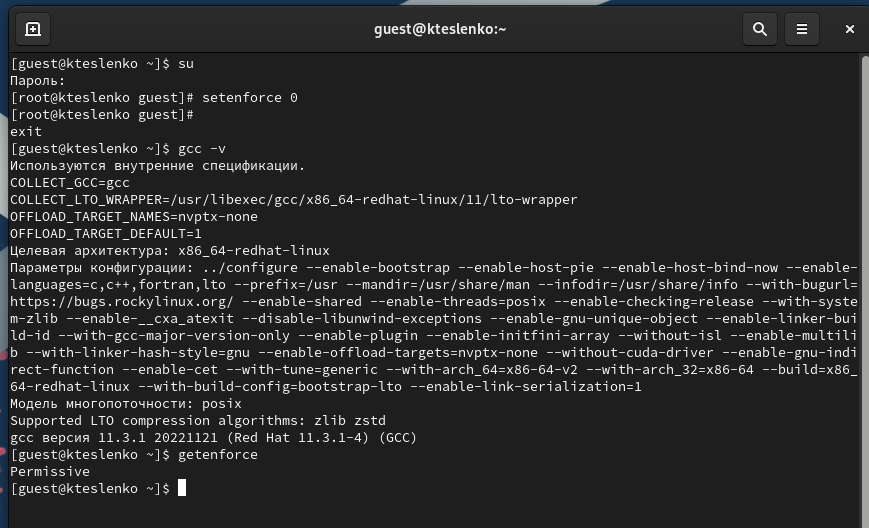 guest@kteslenko:~
[guest@kteslenko ~]$ su
Пароль:
[root@kteslenko guest]# setenforce 0
[root@kteslenko guest]#
exit
[guest@kteslenko ~]$ gcc -v
Используются внутренние спецификации.
COLLECT_GCC=gcc
COLLECT_LTO_WRAPPER=/usr/libexec/gcc/x86_64-redhat-linux/11/lto-wrapper
OFFLOAD_TARGET_NAMES=nvptx-none
OFFLOAD_TARGET_DEFAULT=1
Целевая архитектура: x86_64-redhat-linux
Параметры конфигурации: ../configure --enable-bootstrap --enable-host-pie --enable-host-bind-now --enable-
languages=c,c++,fortran,lto --prefix=/usr --mandir=/usr/share/man --infodir=/usr/share/info --with-bugurl=
https://bugs.rockylinux.org/ --enable-shared --enable-threads=posix --enable-checking=release --with-syste
m-zlib --enable-__cxa_atexit --disable-libunwind-exceptions --enable-gnu-unique-object --enable-linker-bui
ld-id --with-gcc-major-version-only --enable-plugin --enable-initfini-array --without-isl --enable-multili
b --with-linker-hash-style=gnu --enable-offload-targets=nvptx-none --without-cuda-driver --enable-gnu-indi
rect-function --enable-cet --with-tune=generic --with-arch_64=x86-64-v2 --with-arch_32=x86-64 --build=x86_
64-redhat-linux --with-build-config=bootstrap-lto --enable-link-serialization=1
Модель многопоточности: posix
Supported LTO compression algorithms: zlib zstd
gcc версия 11.3.1 20221121 (Red Hat 11.3.1-4) (GCC)
[guest@kteslenko ~]$ getenforce
Permissive
[guest@kteslenko ~]$